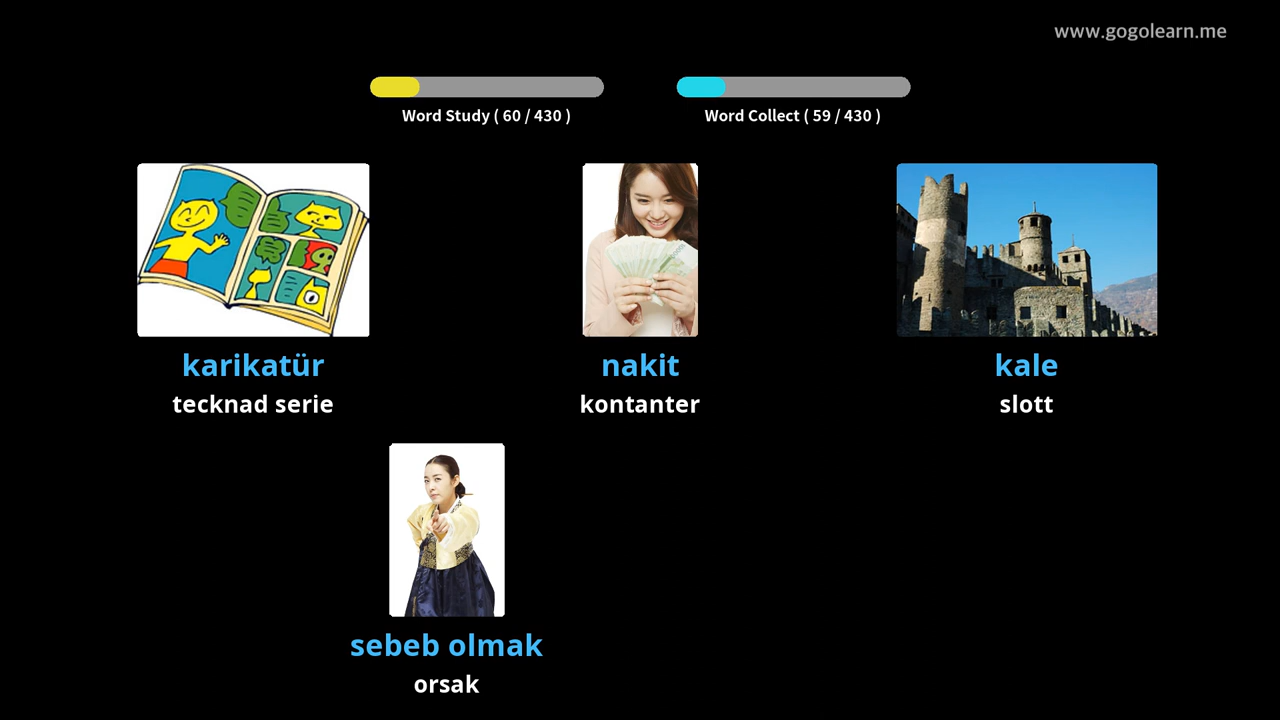 www.gogolearn.me
Word Study ( 60 / 430 )
Word Collect ( 59 / 430 )
karikatür
tecknad serie
nakit
kontanter
kale
slott
sebeb olmak
orsak